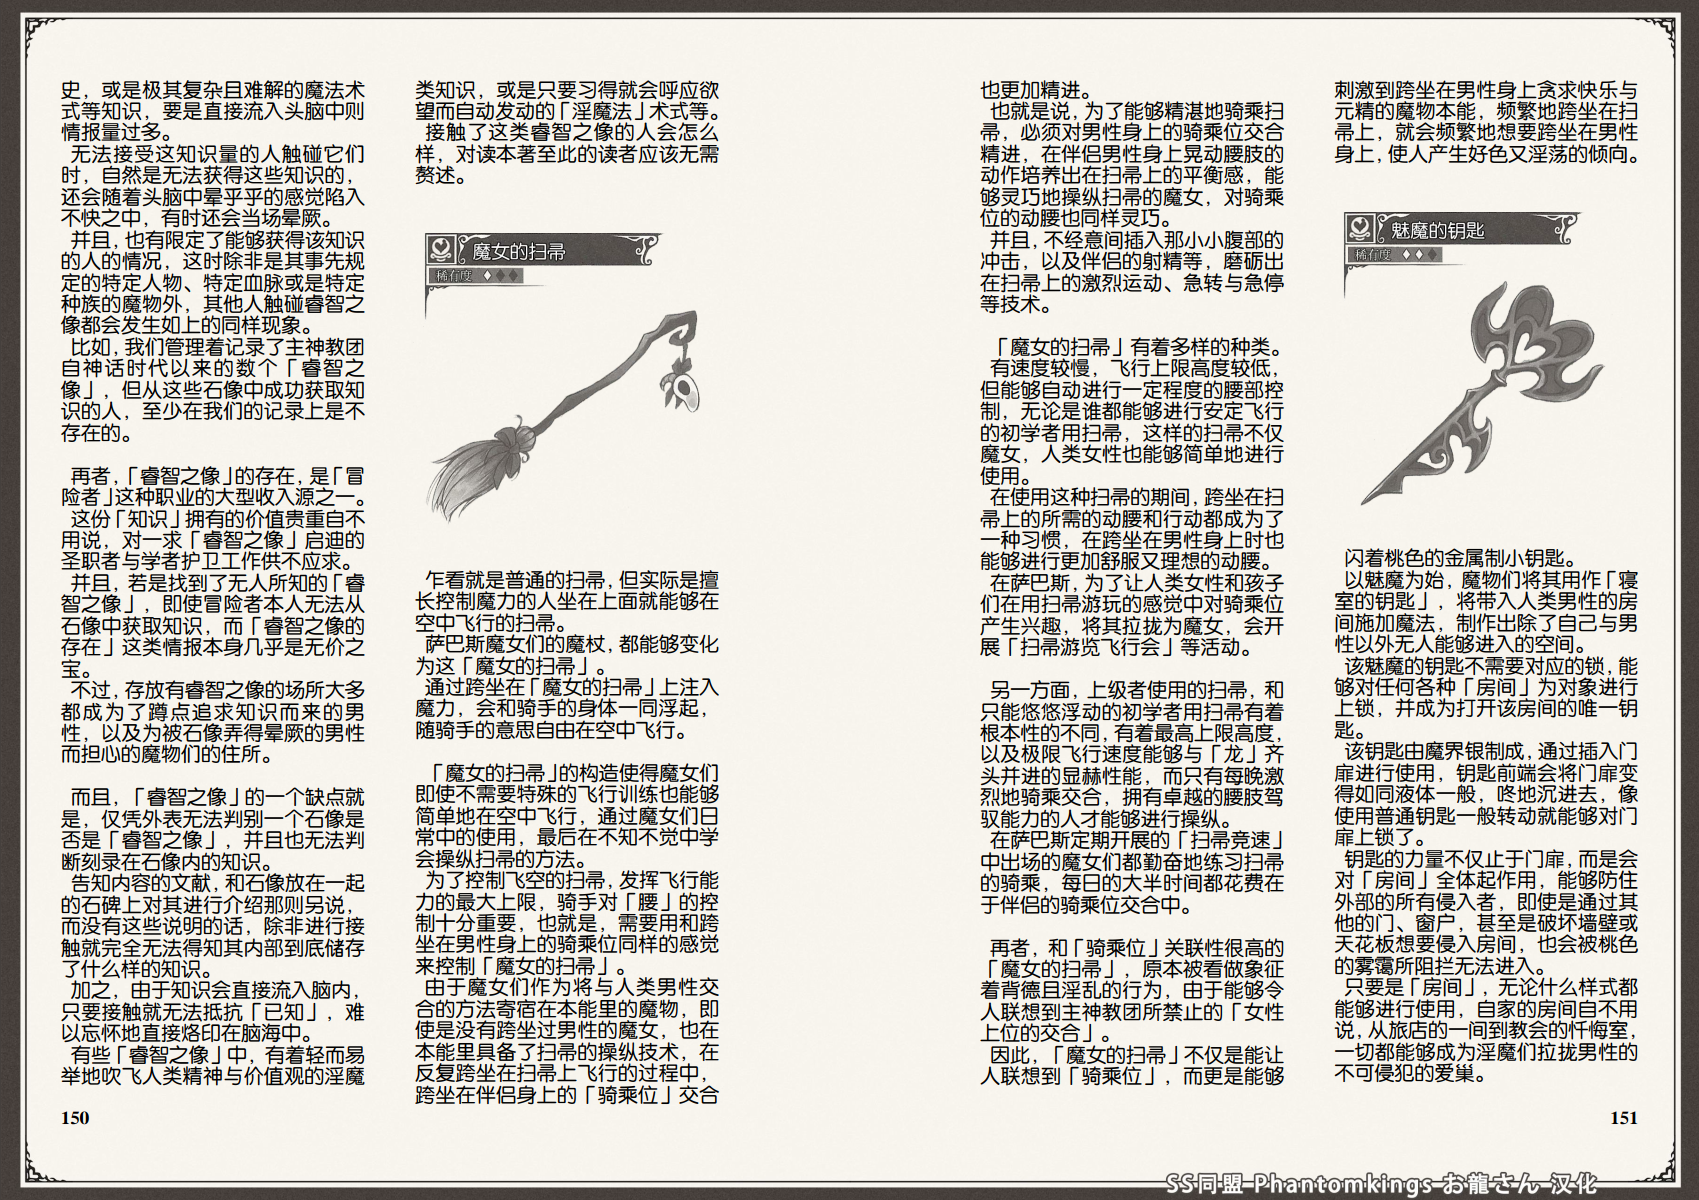 史，或是极其复杂且难解的魔法术
式等知识，要是直接流入头脑中则
情报量过多。
无法接受这知识量的人触碰它们
时，自然是无法获得这些知识的，
还会随着头脑中晕乎乎的感觉陷入
不快之中，有时还会当场晕厥。
并且，也有限定了能够获得该知识
的人的情况，这时除非是其事先规
定的特定人物、特定血脉或是特定
种族的魔物外，其他人触碰睿智之
像都会发生如上的同样现象。
比如，我们管理着记录了主神教团
自神话时代以来的数个「睿智之
像」，但从这些石像中成功获取知
识的人，至少在我们的记录上是不
存在的。
再者，「睿智之像」的存在，是「冒
险者」这种职业的大型收入源之一。
这份「知识」拥有的价值贵重自不
用说，对一求「睿智之像」启迪的
圣职者与学者护卫工作供不应求。
并且，若是找到了无人所知的「睿
智之像」，即使冒险者本人无法从
石像中获取知识，而「睿智之像的
存在」这类情报本身几乎是无价之
宝。
不过，存放有睿智之像的场所大多
都成为了蹲点追求知识而来的男
性，以及为被石像弄得晕厥的男性
而担心的魔物们的住所。
而且，「睿智之像」的一个缺点就
是，仅凭外表无法判别一个石像是
否是「睿智之像」，并且也无法判
断刻录在石像内的知识。
告知内容的文献，和石像放在一起
的石碑上对其进行介绍那则另说，
而没有这些说明的话，除非进行接
触就完全无法得知其内部到底储存
了什么样的知识。
加之，由于知识会直接流入脑内，
只要接触就无法抵抗「已知」，难
以忘怀地直接烙印在脑海中。
有些「睿智之像」中，有着轻而易
举地吹飞人类精神与价值观的淫魔
150
类知识，或是只要习得就会呼应欲
望而自动发动的「淫魔法」术式等。
接触了这类睿智之像的人会怎么
样，对读本著至此的读者应该无需
赘述。
魔女的扫帚
稀有度
乍看就是普通的扫帚，但实际是擅
长控制魔力的人坐在上面就能够在
空中飞行的扫帚。
萨巴斯魔女们的魔杖，都能够变化
为这「魔女的扫帚」。
通过跨坐在「魔女的扫帚」上注入
魔力，会和骑手的身体一同浮起，
随骑手的意思自由在空中飞行。
「魔女的扫帚」的构造使得魔女们
即使不需要特殊的飞行训练也能够
简单地在空中飞行，通过魔女们日
常中的使用，最后在不知不觉中学
会操纵扫帚的方法。
为了控制飞空的扫帚，发挥飞行能
力的最大上限，骑手对「腰」的控
制十分重要，也就是，需要用和跨
坐在男性身上的骑乘位同样的感觉
来控制「魔女的扫帚」。
由于魔女们作为将与人类男性交
合的方法寄宿在本能里的魔物，即
使是没有跨坐过男性的魔女，也在
本能里具备了扫帚的操纵技术，在
反复跨坐在扫帚上飞行的过程中，
跨坐在伴侣身上的「骑乘位」交合
也更加精进。
也就是说，为了能够精湛地骑乘扫
帚，必须对男性身上的骑乘位交合
精进，在伴侣男性身上晃动腰肢的
动作培养出在扫帚上的平衡感，能
够灵巧地操纵扫帚的魔女，对骑乘
位的动腰也同样灵巧。
并且，不经意间插入那小小腹部的
冲击，以及伴侣的射精等，磨砺出
在扫帚上的激烈运动、急转与急停
等技术。
「魔女的扫帚」有着多样的种类。
有速度较慢，飞行上限高度较低，
但能够自动进行一定程度的腰部控
制，无论是谁都能够进行安定飞行
的初学者用扫帚，这样的扫帚不仅
魔女，人类女性也能够简单地进行
使用。
在使用这种扫帚的期间，跨坐在扫
帚上的所需的动腰和行动都成为了
一种习惯，在跨坐在男性身上时也
能够进行更加舒服又理想的动腰。
在萨巴斯，为了让人类女性和孩子
们在用扫帚游玩的感觉中对骑乘位
产生兴趣，将其拉拢为魔女，会开
展「扫帚游览飞行会」等活动。
另一方面，上级者使用的扫帚，和
只能悠悠浮动的初学者用扫帚有着
根本性的不同，有着最高上限高度，
以及极限飞行速度能够与「龙」齐
头并进的显赫性能，而只有每晚激
烈地骑乘交合，拥有卓越的腰肢驾
驭能力的人才能够进行操纵。
在萨巴斯定期开展的「扫帚竞速」
中出场的魔女们都勤奋地练习扫帚
的骑乘，每日的大半时间都花费在
于伴侣的骑乘位交合中。
再者，和「骑乘位」关联性很高的
「魔女的扫帚」，原本被看做象征
着背德且淫乱的行为，由于能够令
人联想到主神教团所禁止的「女性
上位的交合」。
因此，「魔女的扫帚」不仅是能让
人联想到「骑乘位」，而更是能够
刺激到跨坐在男性身上贪求快乐与
元精的魔物本能，频繁地跨坐在扫
帚上，就会频繁地想要跨坐在男性
身上，使人产生好色又淫荡的倾向。
魅魔的钥匙
稀有度
闪着桃色的金属制小钥匙。
以魅魔为始，魔物们将其用作「寝
室的钥匙」，将带入人类男性的房
间施加魔法，制作出除了自己与男
性以外无人能够进入的空间。
该魅魔的钥匙不需要对应的锁，能
够对任何各种「房间」为对象进行
上锁，并成为打开该房间的唯一钥
匙。
该钥匙由魔界银制成，通过插入门
扉进行使用，钥匙前端会将门扉变
得如同液体一般，咚地沉进去，像
使用普通钥匙一般转动就能够对门
扉上锁了。
钥匙的力量不仅止于门扉，而是会
对「房间」全体起作用，能够防住
外部的所有侵入者，即使是通过其
他的门、窗户，甚至是破坏墙壁或
天花板想要侵入房间，也会被桃色
的雾霭所阻拦无法进入。
只要是「房间」，无论什么样式都
能够进行使用，自家的房间自不用
说，从旅店的一间到教会的忏悔室，
一切都能够成为淫魔们拉拢男性的
不可侵犯的爱巢。
151
SS同盟 Phantomkings お龍さん 汉化